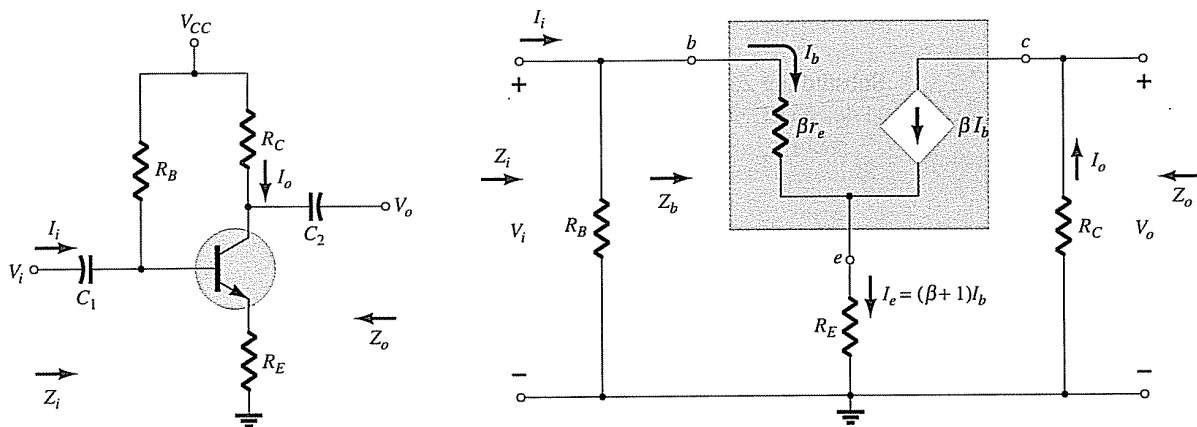 V_CC
R_B
R_C
I_o
V_o
C_2
I_i
V_i
C_1
Z_o
R_E
Z_i
I_i
b
c
+
+
I_b
βr_e
βI_b
Z_i
Z_b
I_o
Z_o
V_i
R_B
R_C
V_o
e
I_e = (β + 1)I_b
R_E
−
−